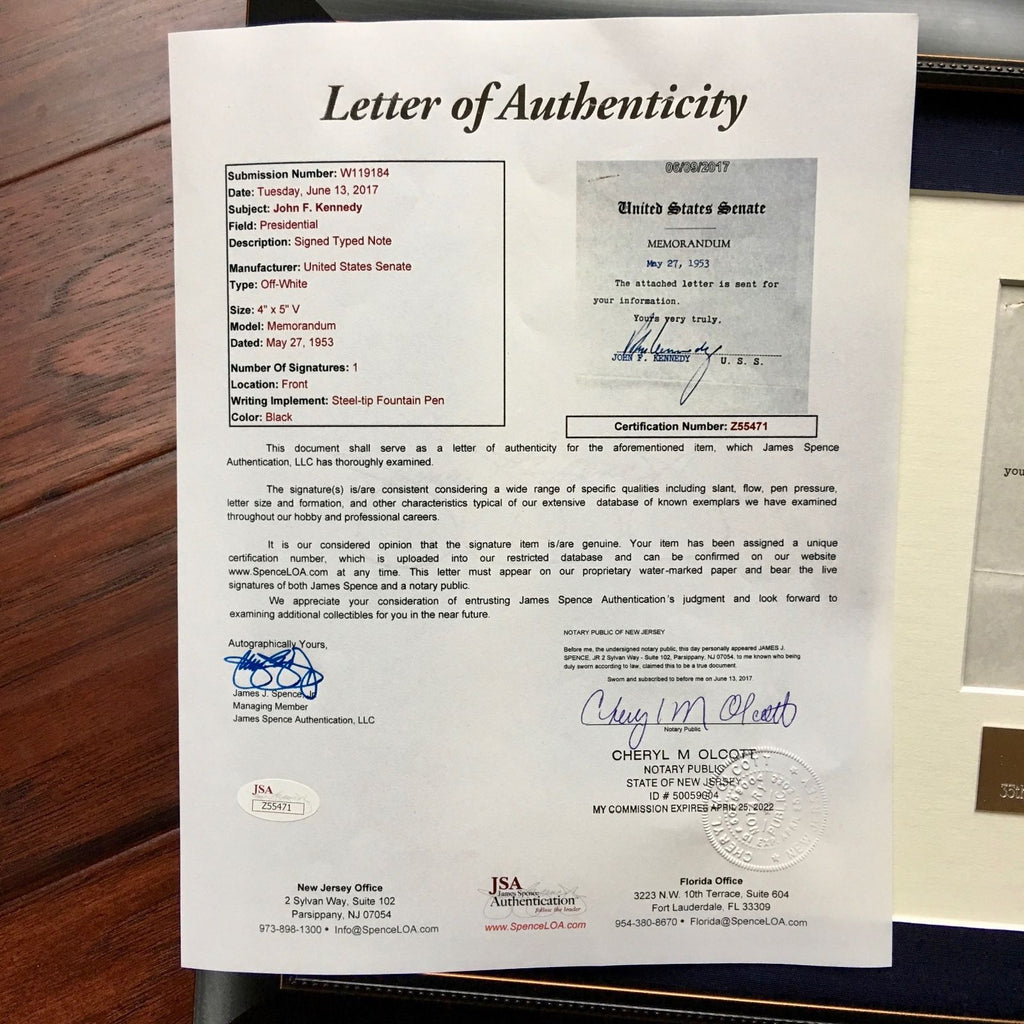 Letter of Authenticity
Submission Number: W119184
Date: Tuesday, June 13, 2017
Subject: John F. Kennedy
Field: Presidential
Description: Signed Typed Note
Manufacturer: United States Senate
Type: Off-White
Size: 4" x 5" V
Model: Memorandum
Dated: May 27, 1953
Number Of Signatures: 1
Location: Front
Writing Implement: Steel-tip Fountain Pen
Color: Black
06/09/2017
United States Senate
MEMORANDUM
May 27, 1953
The attached letter is sent for
your information.
Yours very truly,
JOHN F. KENNEDY
U. S. S.
Certification Number: Z55471
This document shall serve as a letter of authenticity for the aforementioned item, which James Spence
Authentication, LLC has thoroughly examined.
The signature(s) is/are consistent considering a wide range of specific qualities including slant, flow, pen pressure,
letter size and formation, and other characteristics typical of our extensive database of known exemplars we have examined
throughout our hobby and professional careers.
It is our considered opinion that the signature item is/are genuine. Your item has been assigned a unique
certification number, which is uploaded into our restricted database and can be confirmed on our website
www.SpenceLOA.com at any time. This letter must appear on our proprietary water-marked paper and bear the live
signatures of both James Spence and a notary public.
We appreciate your consideration of entrusting James Spence Authentication's judgment and look forward to
examining additional collectibles for you in the near future.
Autographically Yours,
James J. Spence, Jr.
Managing Member
James Spence Authentication, LLC
NOTARY PUBLIC OF NEW JERSEY
Before me, the undersigned notary public, this day personally appeared JAMES J.
SPENCE, JR 2 Sylvan Way - Suite 102, Parsippany, NJ 07054, to me known who being
duly sworn according to law, claimed this to be a true document.
Sworn and subscribed to before me on June 13, 2017.
Cheryl M Olcott
Notary Public
CHERYL M OLCOTT
NOTARY PUBLIC
STATE OF NEW JERSEY
ID # 50059604
MY COMMISSION EXPIRES APRIL 25, 2022
JSA
Z55471
New Jersey Office
2 Sylvan Way, Suite 102
Parsippany, NJ 07054
973-898-1300 • Info@SpenceLOA.com
JSA
James Spence
Authentication
follow the leader
www.SpenceLOA.com
Florida Office
3223 N.W. 10th Terrace, Suite 604
Fort Lauderdale, FL 33309
954-380-8670 • Florida@SpenceLOA.com
you
35th